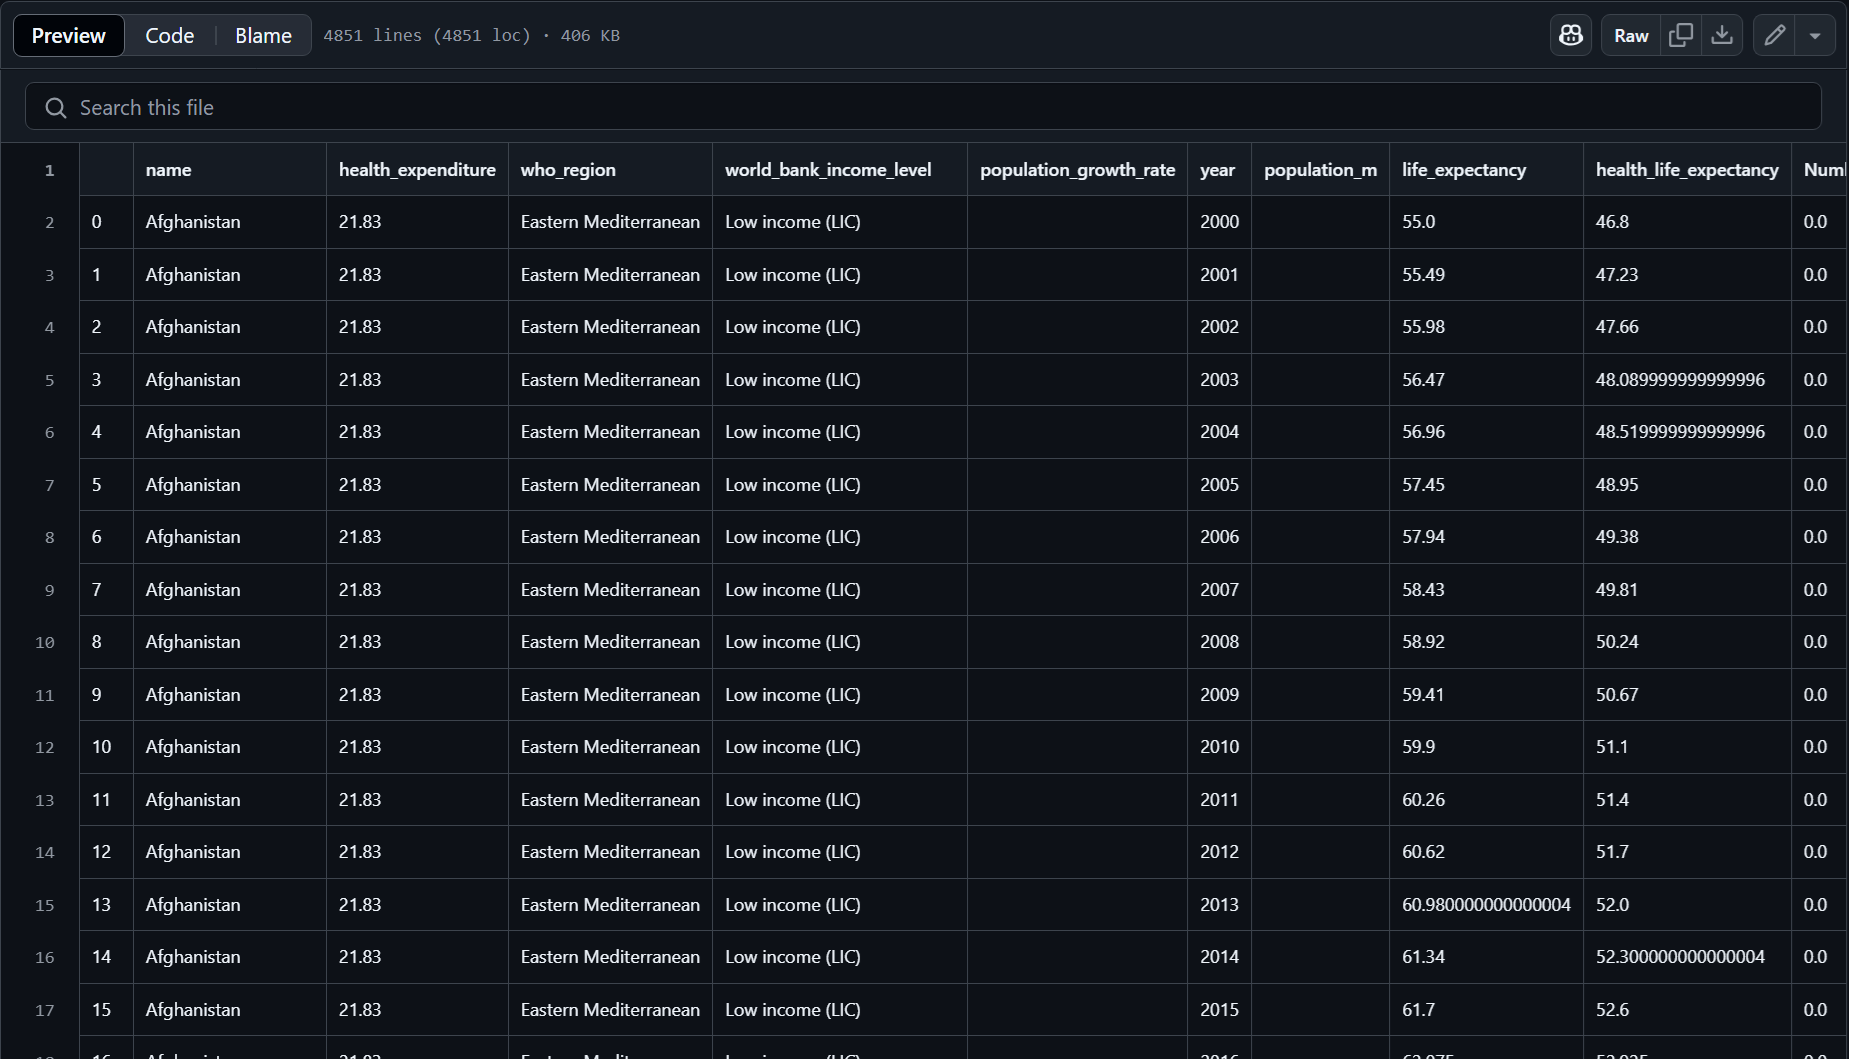 Preview Code Blame 4851 lines (4851 loc) · 406 KB Raw
Search this file
1 name health_expenditure who_region world_bank_income_level population_growth_rate year population_m life_expectancy health_life_expectancy
2 0 Afghanistan 21.83 Eastern Mediterranean Low income (LIC) 2000 55.0 46.8 0.0
3 1 Afghanistan 21.83 Eastern Mediterranean Low income (LIC) 2001 55.49 47.23 0.0
4 2 Afghanistan 21.83 Eastern Mediterranean Low income (LIC) 2002 55.98 47.66 0.0
5 3 Afghanistan 21.83 Eastern Mediterranean Low income (LIC) 2003 56.47 48.089999999999996 0.0
6 4 Afghanistan 21.83 Eastern Mediterranean Low income (LIC) 2004 56.96 48.519999999999996 0.0
7 5 Afghanistan 21.83 Eastern Mediterranean Low income (LIC) 2005 57.45 48.95 0.0
8 6 Afghanistan 21.83 Eastern Mediterranean Low income (LIC) 2006 57.94 49.38 0.0
9 7 Afghanistan 21.83 Eastern Mediterranean Low income (LIC) 2007 58.43 49.81 0.0
10 8 Afghanistan 21.83 Eastern Mediterranean Low income (LIC) 2008 58.92 50.24 0.0
11 9 Afghanistan 21.83 Eastern Mediterranean Low income (LIC) 2009 59.41 50.67 0.0
12 10 Afghanistan 21.83 Eastern Mediterranean Low income (LIC) 2010 59.9 51.1 0.0
13 11 Afghanistan 21.83 Eastern Mediterranean Low income (LIC) 2011 60.26 51.4 0.0
14 12 Afghanistan 21.83 Eastern Mediterranean Low income (LIC) 2012 60.62 51.7 0.0
15 13 Afghanistan 21.83 Eastern Mediterranean Low income (LIC) 2013 60.980000000000004 52.0 0.0
16 14 Afghanistan 21.83 Eastern Mediterranean Low income (LIC) 2014 61.34 52.300000000000004 0.0
17 15 Afghanistan 21.83 Eastern Mediterranean Low income (LIC) 2015 61.7 52.6 0.0